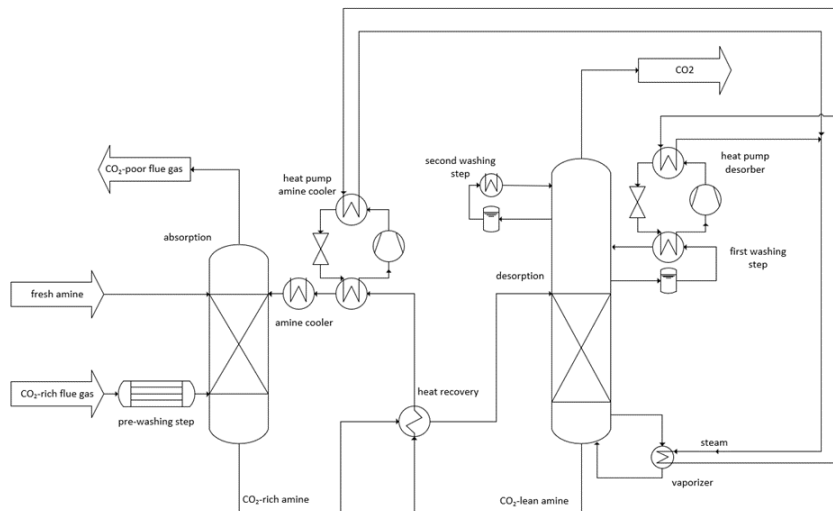 CO2
CO₂-poor flue gas
second washing
step
heat pump
amine cooler
heat pump
desorber
absorption
first washing
step
desorption
fresh amine
amine cooler
CO₂-rich flue gas
heat recovery
pre-washing step
steam
vaporizer
CO₂-rich amine
CO₂-lean amine